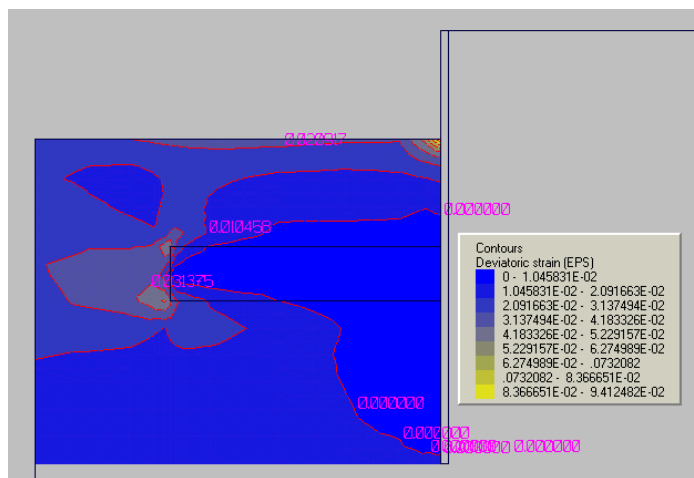 0.020917
0.000000
0.010458
0.031375
Contours
Deviatoric strain (EPS)
0 - 1.045831E-02
1.045831E-02 - 2.091663E-02
2.091663E-02 - 3.137494E-02
3.137494E-02 - 4.183326E-02
4.183326E-02 - 5.229157E-02
5.229157E-02 - 6.274989E-02
6.274989E-02 - .0732082
.0732082 - 8.366651E-02
8.366651E-02 - 9.412482E-02
0.000000
0.000000
0.000000